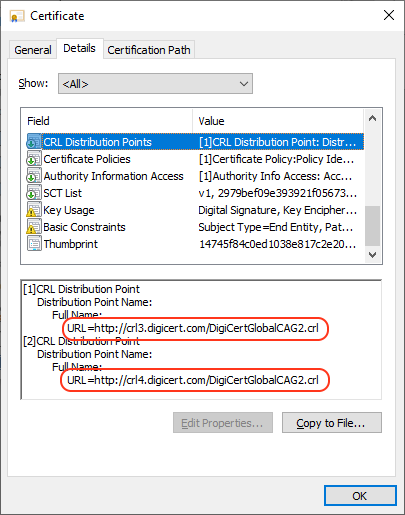 Certificate
General
Details
Certification Path
Show:
<All>
Field Value
CRL Distribution Points [1]CRL Distribution Point: Distr...
Certificate Policies [1]Certificate Policy:Policy Ide...
Authority Information Access [1]Authority Info Access: Acc...
SCT List v1, 2979bef09e393921f05673...
Key Usage Digital Signature, Key Encipher...
Basic Constraints Subject Type=End Entity, Pat...
Thumbprint 14745f84c0ed1038e817c2e20...
[1]CRL Distribution Point
Distribution Point Name:
Full Name:
URL=http://crl3.digicert.com/DigiCertGlobalCAG2.crl
[2]CRL Distribution Point
Distribution Point Name:
Full Name:
URL=http://crl4.digicert.com/DigiCertGlobalCAG2.crl
Edit Properties...
Copy to File...
OK